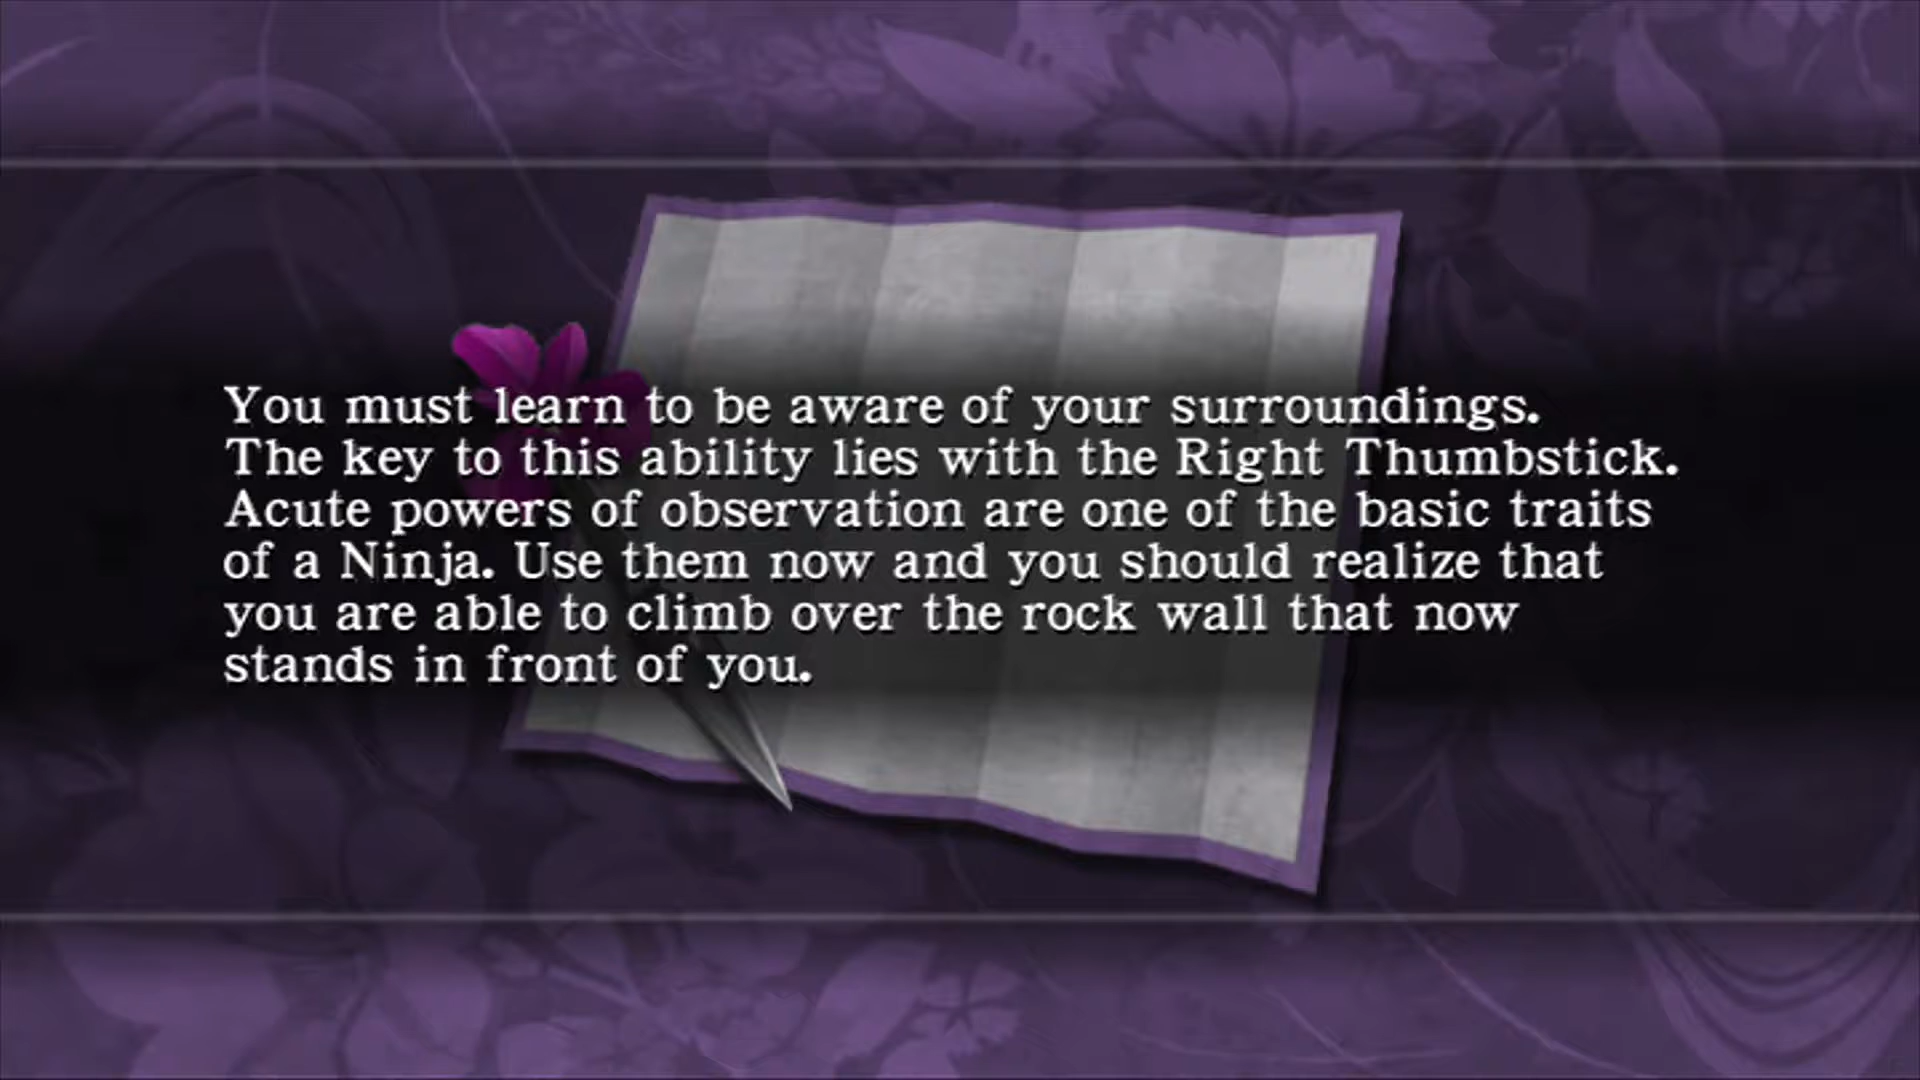 You must learn to be aware of your surroundings.
The key to this ability lies with the Right Thumbstick.
Acute powers of observation are one of the basic traits
of a Ninja. Use them now and you should realize that
you are able to climb over the rock wall that now
stands in front of you.